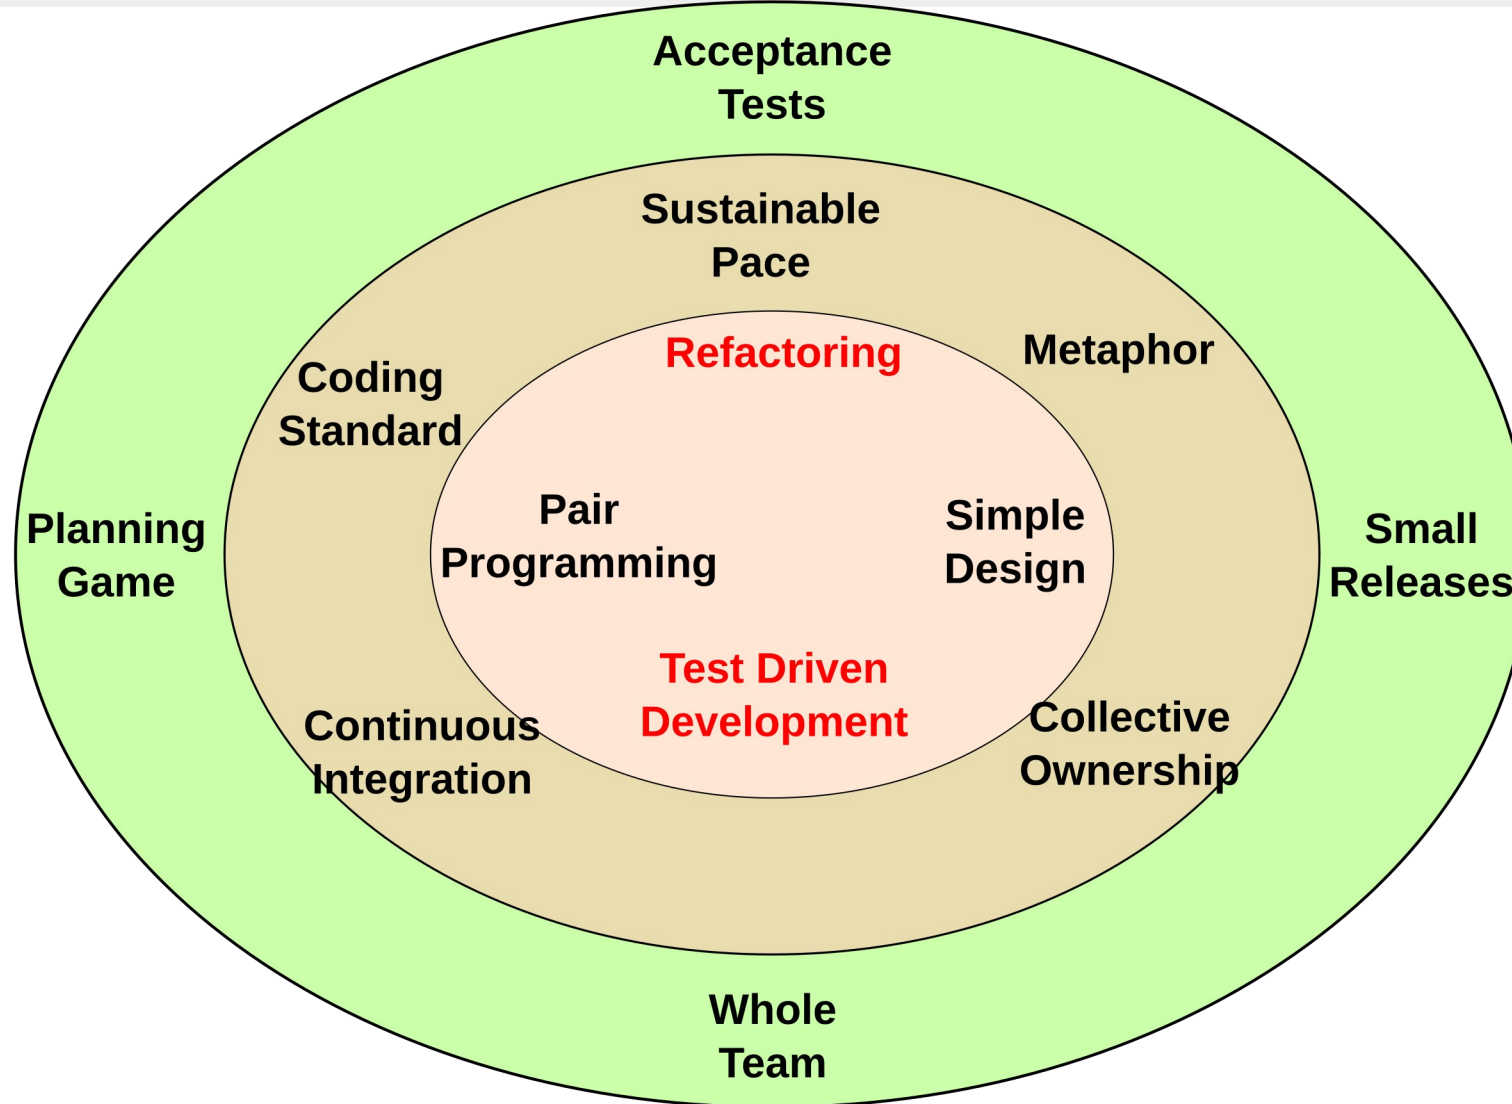 Acceptance
Tests
Sustainable
Pace
Refactoring
Metaphor
Coding
Standard
Pair
Programming
Simple
Design
Planning
Game
Small
Releases
Test Driven
Development
Continuous
Integration
Collective
Ownership
Whole
Team